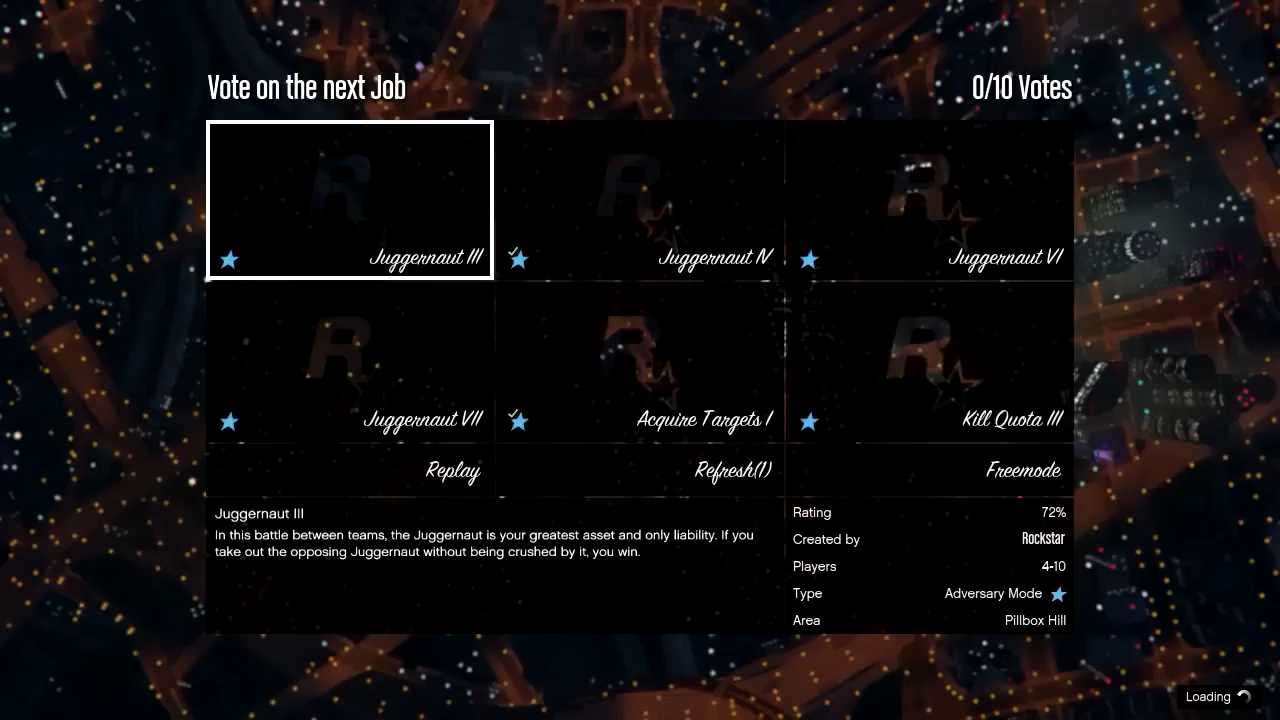 Vote on the next Job
0/10 Votes
Juggernaut III
Juggernaut IV
Juggernaut VI
Juggernaut VII
Acquire Targets I
Kill Quota III
Replay
Refresh(1)
Freemode
Juggernaut III
In this battle between teams, the Juggernaut is your greatest asset and only liability. If you
take out the opposing Juggernaut without being crushed by it, you win.
Rating 72%
Created by Rockstar
Players 4-10
Type Adversary Mode
Area Pillbox Hill
Loading